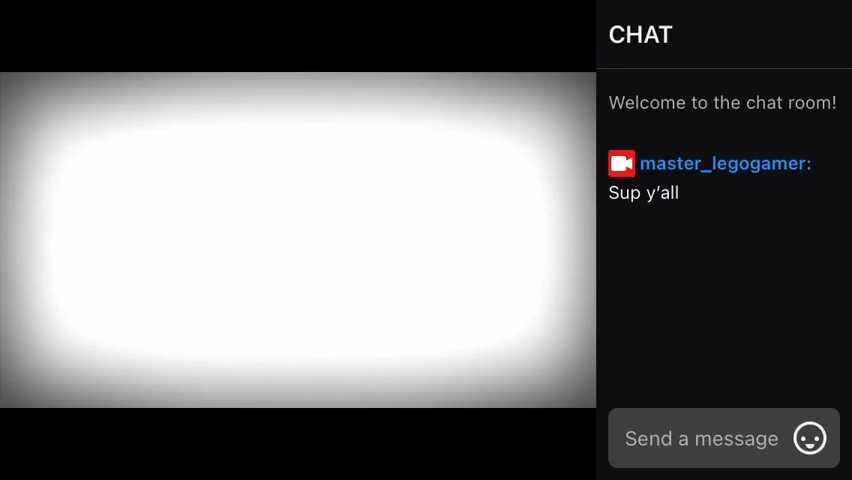 CHAT
Welcome to the chat room!
master_legogamer:
Sup y’all
Send a message